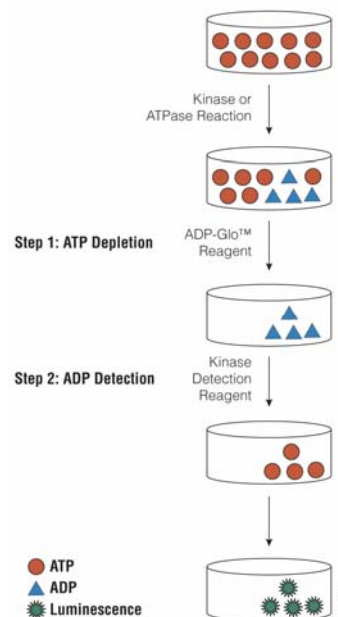 Kinase or
ATPase Reaction
Step 1: ATP Depletion
ADP-Glo™
Reagent
Step 2: ADP Detection
Kinase
Detection
Reagent
ATP
ADP
Luminescence